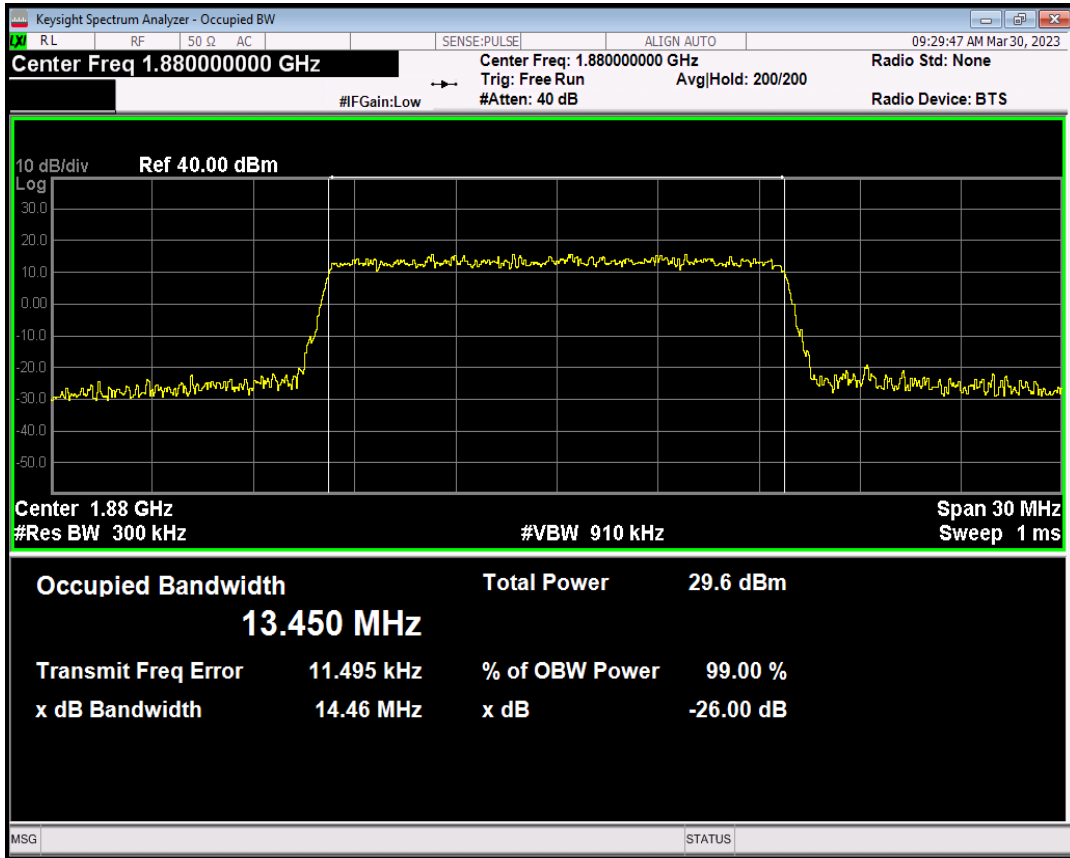 Keysight Spectrum Analyzer - Occupied BW
LXI RL RF 50 Ω AC SENSE:PULSE ALIGN AUTO 09:29:47 AM Mar 30, 2023
Center Freq 1.880000000 GHz Center Freq: 1.880000000 GHz Radio Std: None
Trig: Free Run Avg|Hold: 200/200
#IFGain:Low #Atten: 40 dB Radio Device: BTS
10 dB/div Ref 40.00 dBm
Log
30.0
20.0
10.0
0.00
-10.0
-20.0
-30.0
-40.0
-50.0
Center 1.88 GHz Span 30 MHz
#Res BW 300 kHz #VBW 910 kHz Sweep 1 ms
Occupied Bandwidth Total Power 29.6 dBm
13.450 MHz
Transmit Freq Error 11.495 kHz % of OBW Power 99.00 %
x dB Bandwidth 14.46 MHz x dB -26.00 dB
MSG STATUS